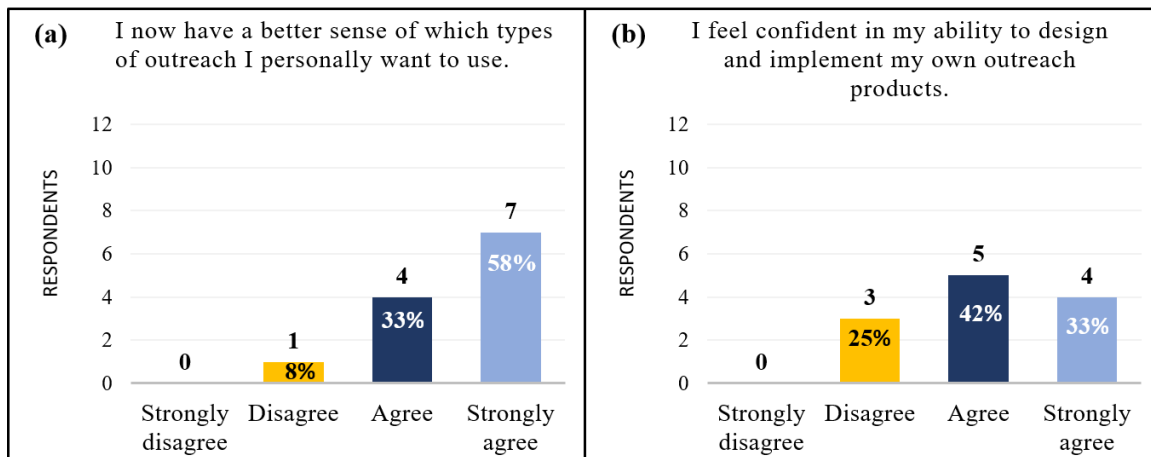 (a) I now have a better sense of which types
of outreach I personally want to use.
RESPONDENTS
12
10
8
6
4
2
0
0
1
8%
4
33%
7
58%
Strongly disagree
Disagree
Agree
Strongly agree
(b) I feel confident in my ability to design
and implement my own outreach
products.
RESPONDENTS
12
10
8
6
4
2
0
0
3
25%
5
42%
4
33%
Strongly disagree
Disagree
Agree
Strongly agree